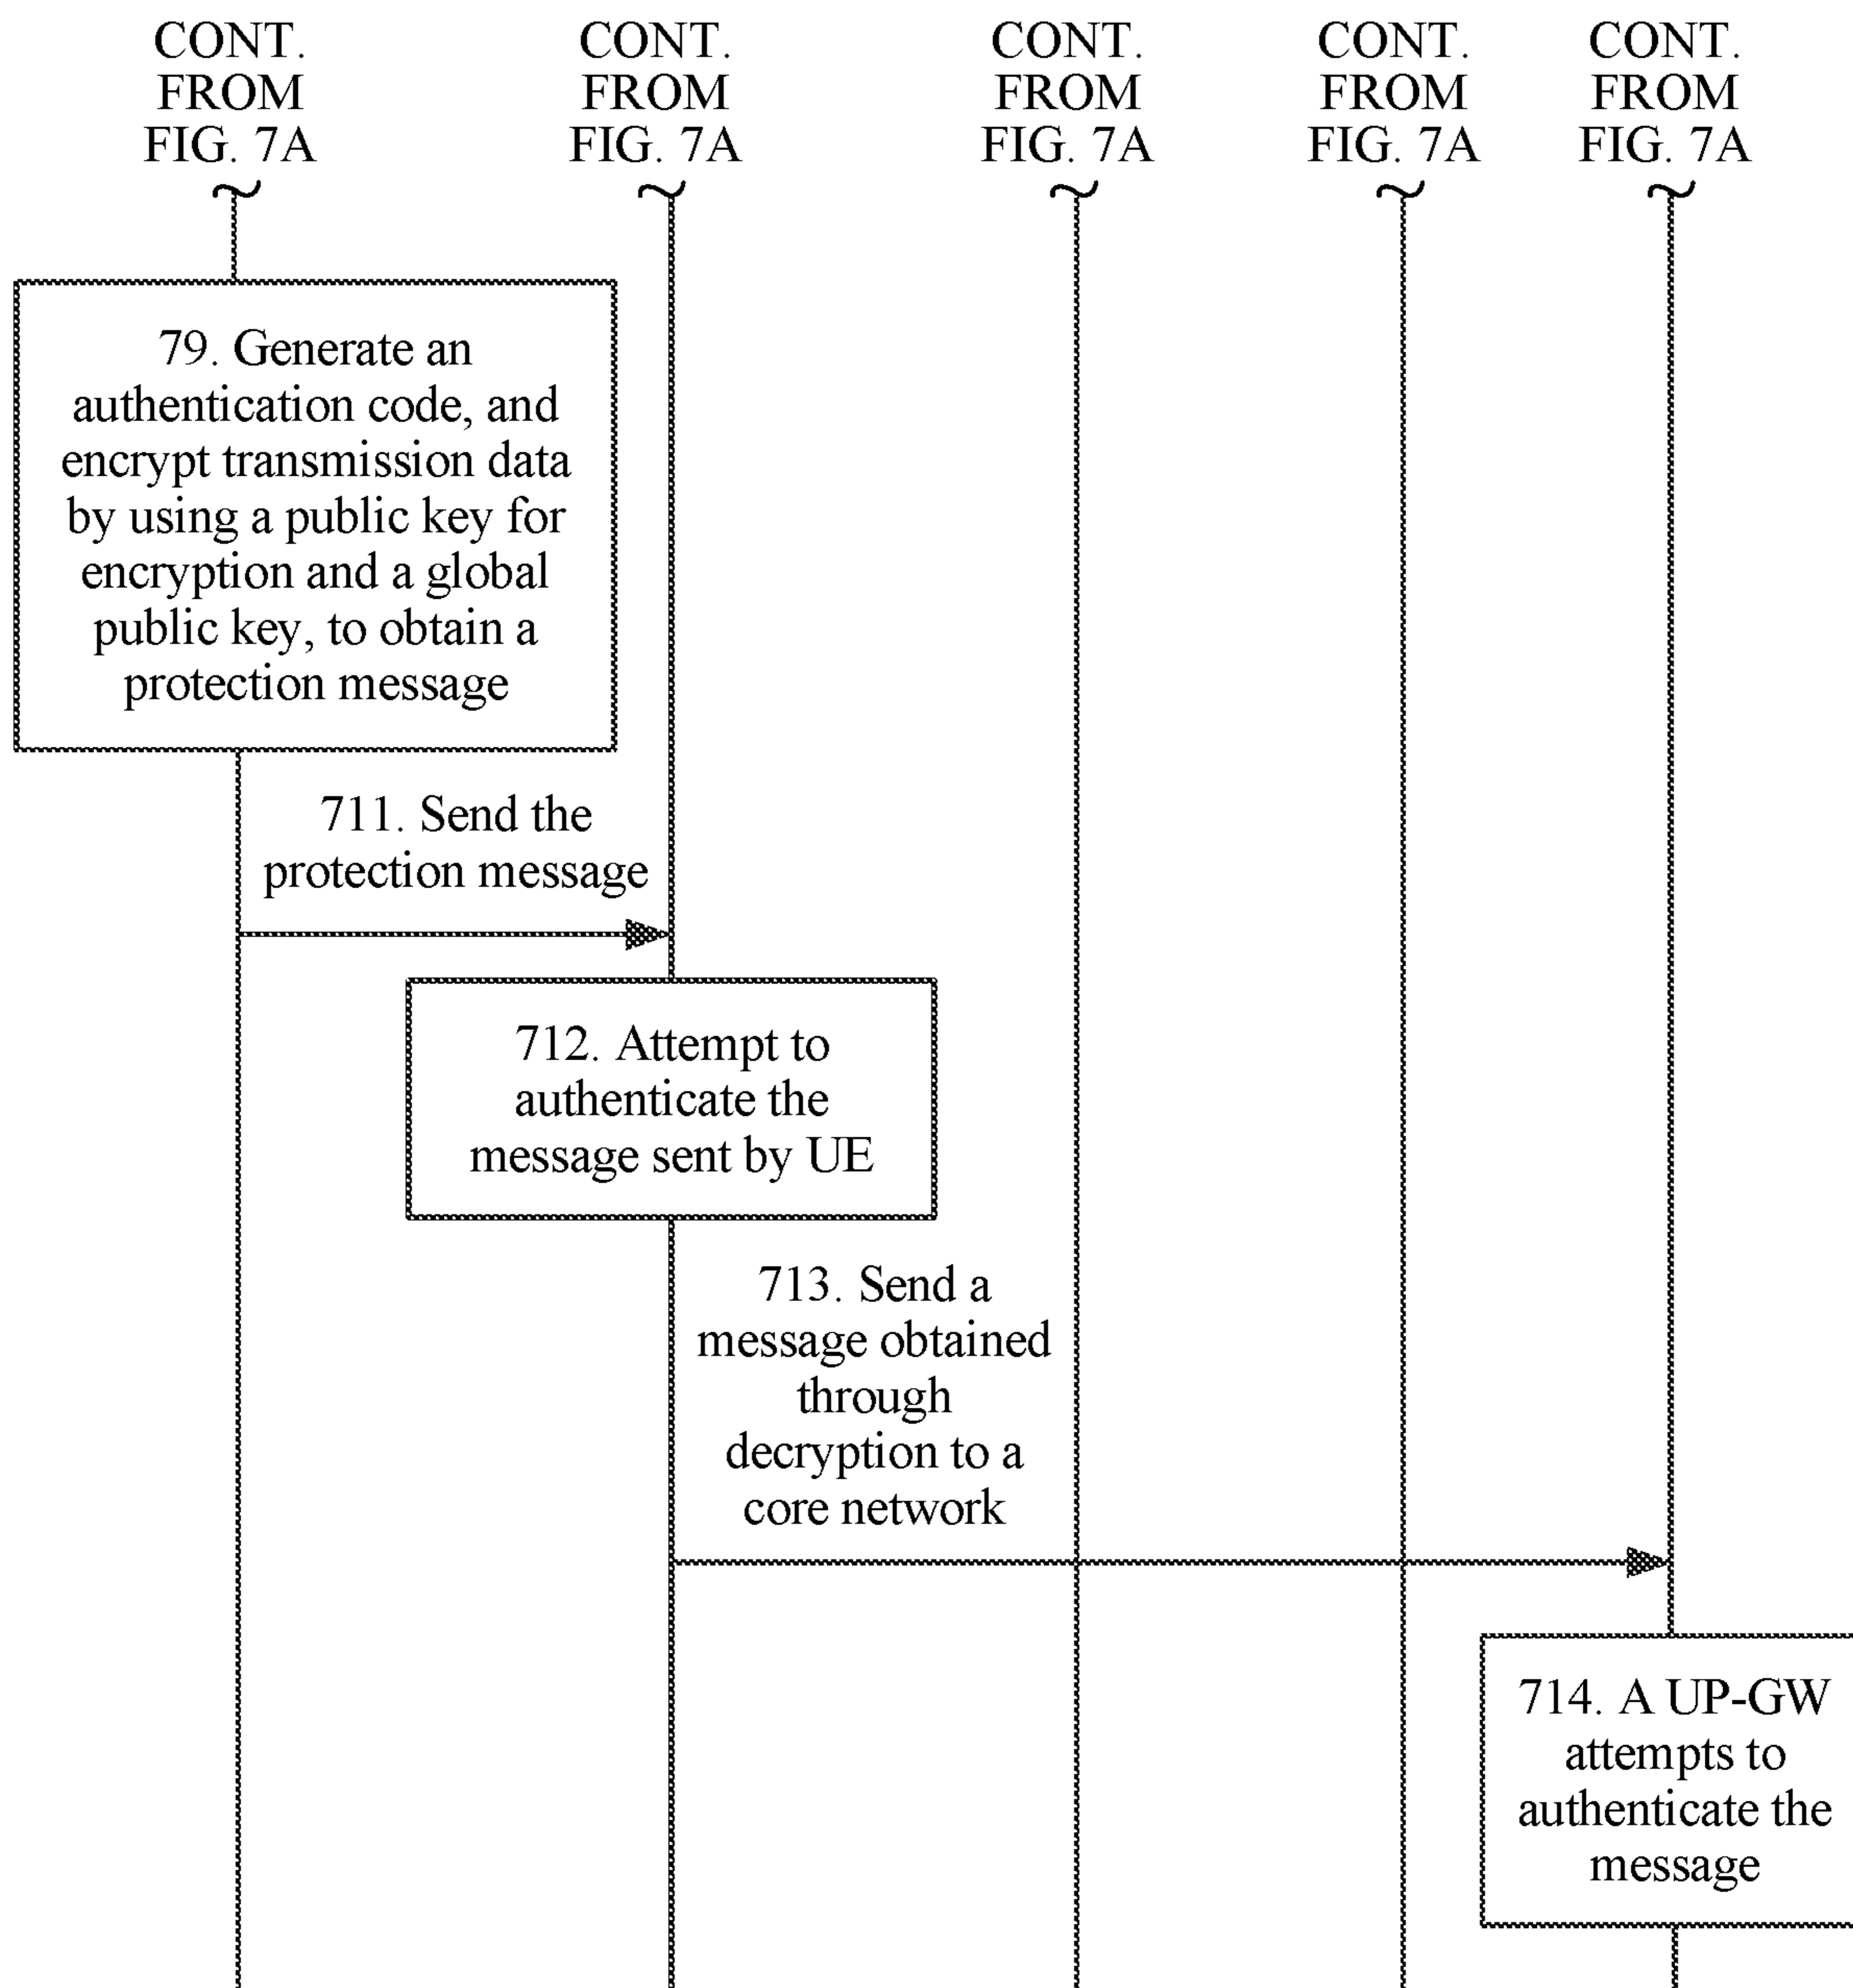 CONT.
FROM
FIG. 7A
CONT.
FROM
FIG. 7A
CONT.
FROM
FIG. 7A
CONT.
FROM
FIG. 7A
CONT.
FROM
FIG. 7A
79. Generate an
authentication code, and
encrypt transmission data
by using a public key for
encryption and a global
public key, to obtain a
protection message
711. Send the
protection message
712. Attempt to
authenticate the
message sent by UE
713. Send a
message obtained
through
decryption to a
core network
714. A UP-GW
attempts to
authenticate the
message